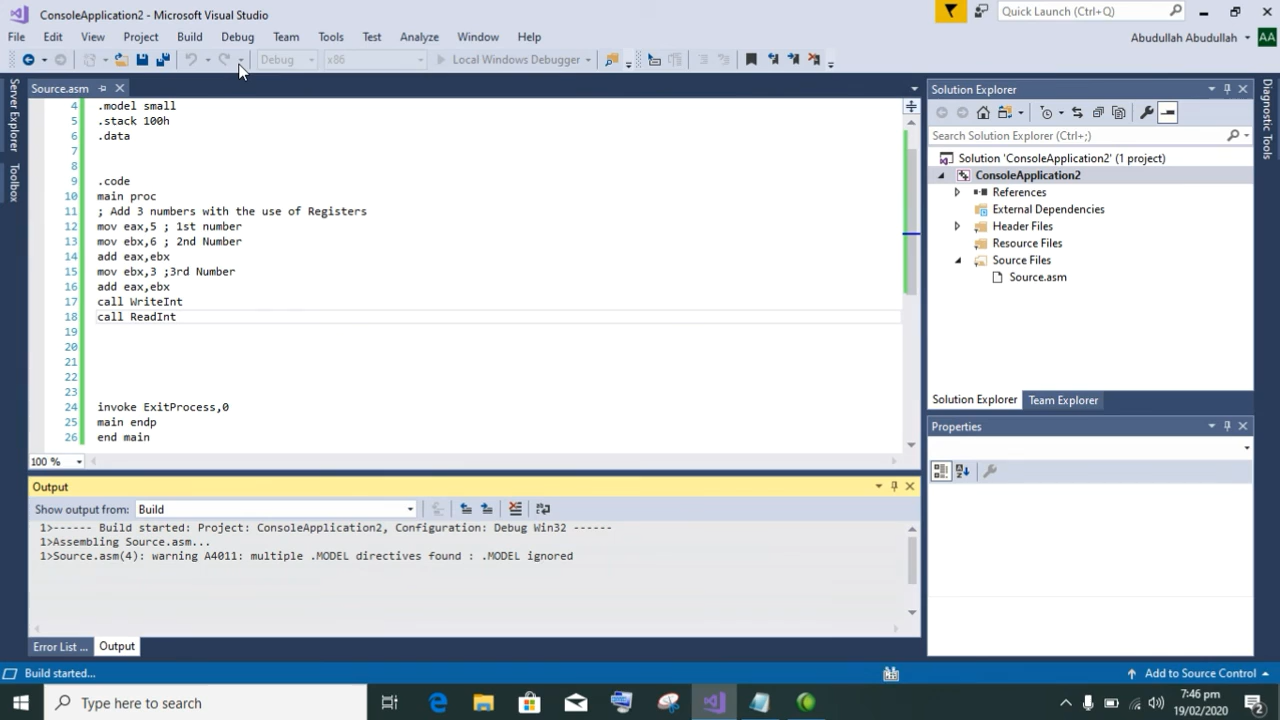 ConsoleApplication2 - Microsoft Visual Studio
Quick Launch (Ctrl+Q)
File Edit View Project Build Debug Team Tools Test Analyze Window Help
Abudullah Abudullah
AA
Debug x86 Local Windows Debugger
Server Explorer
Toolbox
Source.asm
4 .model small
5 .stack 100h
6 .data
7
8
9 .code
10 main proc
11 ; Add 3 numbers with the use of Registers
12 mov eax,5 ; 1st number
13 mov ebx,6 ; 2nd Number
14 add eax,ebx
15 mov ebx,3 ;3rd Number
16 add eax,ebx
17 call WriteInt
18 call ReadInt
19
20
21
22
23
24 invoke ExitProcess,0
25 main endp
26 end main
100 %
Output
Show output from: Build
1>------ Build started: Project: ConsoleApplication2, Configuration: Debug Win32 ------
1>Assembling Source.asm...
1>Source.asm(4): warning A4011: multiple .MODEL directives found : .MODEL ignored
Error List ... Output
Solution Explorer
Search Solution Explorer (Ctrl+;)
Solution 'ConsoleApplication2' (1 project)
ConsoleApplication2
References
External Dependencies
Header Files
Resource Files
Source Files
Source.asm
Solution Explorer Team Explorer
Properties
Diagnostic Tools
Build started...
Add to Source Control
Type here to search
7:46 pm
19/02/2020
2